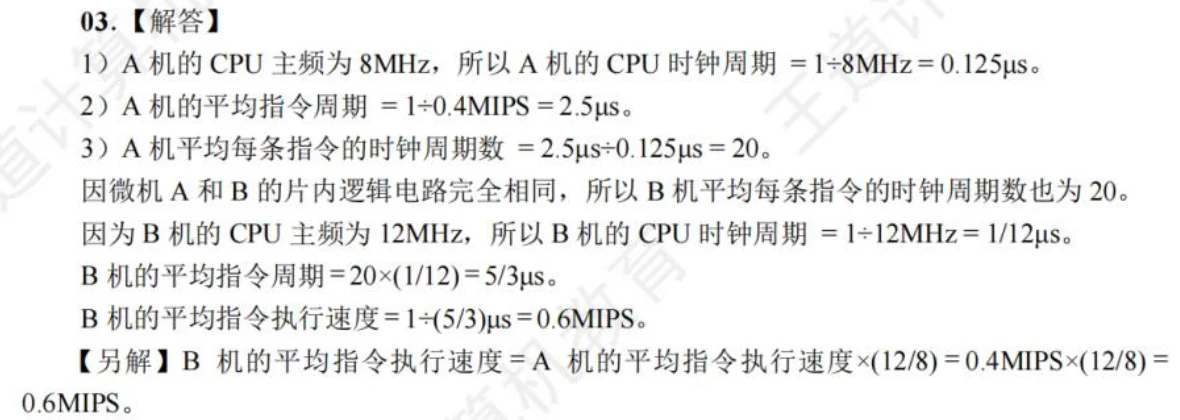 03.【解答】
1）A 机的 CPU 主频为 8MHz，所以 A 机的 CPU 时钟周期 = 1÷8MHz = 0.125μs。
2）A 机的平均指令周期 = 1÷0.4MIPS = 2.5μs。
3）A 机平均每条指令的时钟周期数 = 2.5μs÷0.125μs = 20。
因微机 A 和 B 的片内逻辑电路完全相同，所以 B 机平均每条指令的时钟周期数也为 20。
因为 B 机的 CPU 主频为 12MHz，所以 B 机的 CPU 时钟周期 = 1÷12MHz = 1/12μs。
B 机的平均指令周期 = 20×(1/12) = 5/3μs。
B 机的平均指令执行速度 = 1÷(5/3)μs = 0.6MIPS。
【另解】B 机的平均指令执行速度 = A 机的平均指令执行速度×(12/8) = 0.4MIPS×(12/8) =
0.6MIPS。